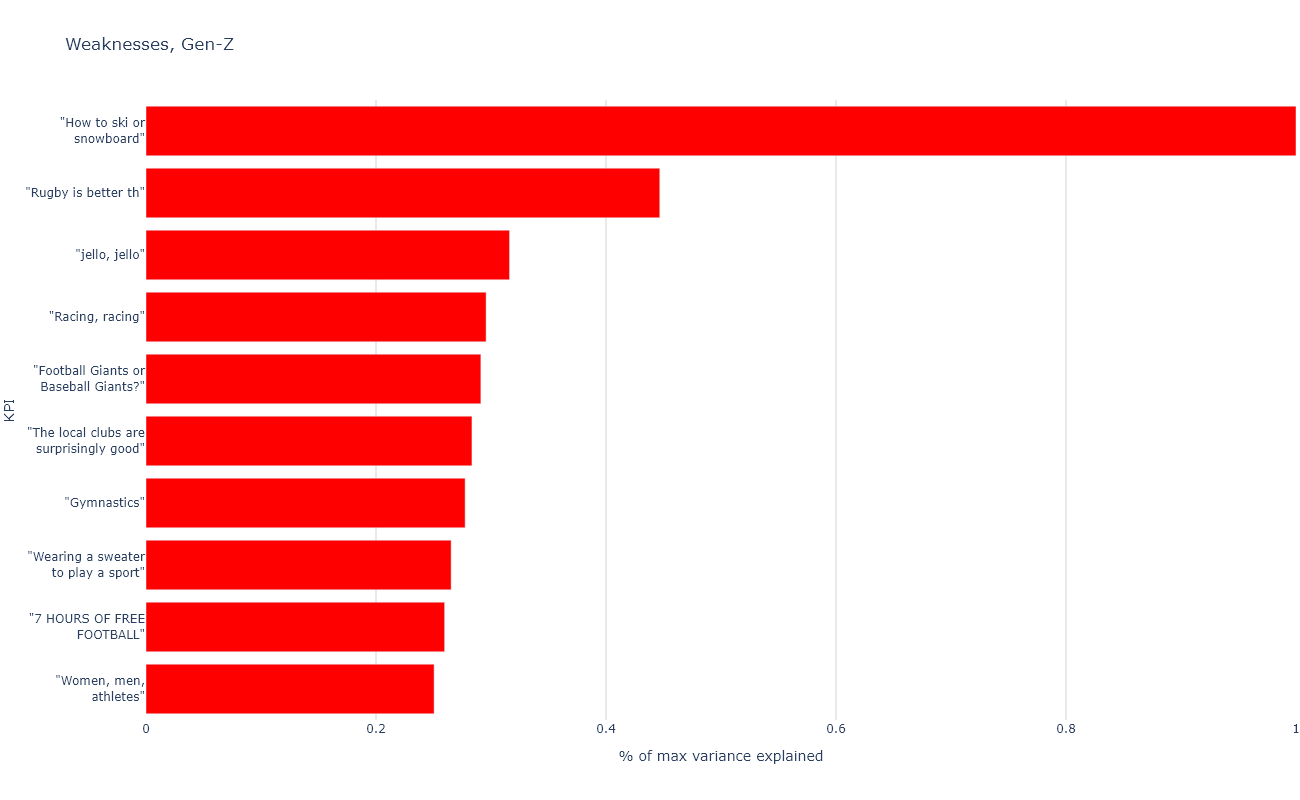 Weaknesses, Gen-Z
"How to ski or
snowboard"
"Rugby is better th"
"jello, jello"
"Racing, racing"
"Football Giants or
Baseball Giants?"
"The local clubs are
surprisingly good"
"Gymnastics"
"Wearing a sweater
to play a sport"
"7 HOURS OF FREE
FOOTBALL"
"Women, men,
athletes"
KPI
0 0.2 0.4 0.6 0.8 1
% of max variance explained